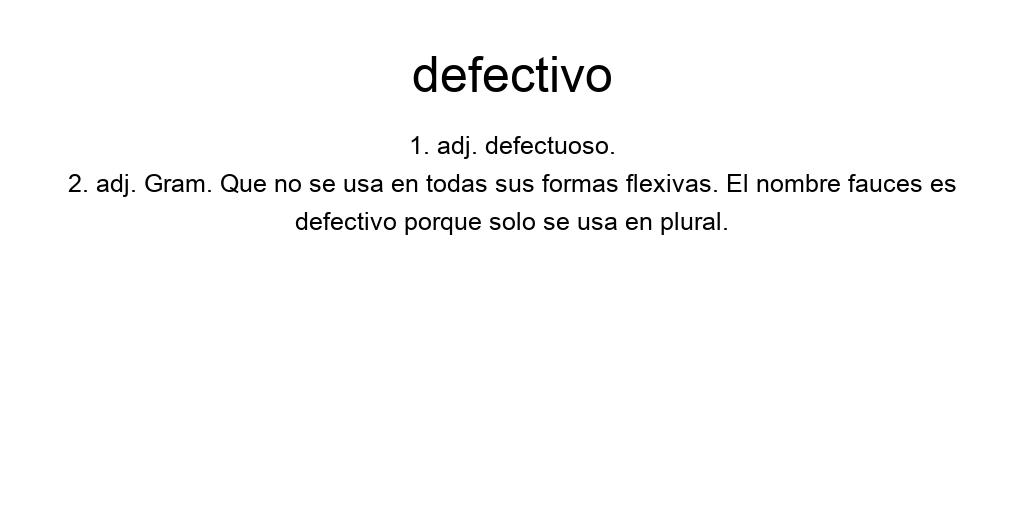 defectivo
1. adj. defectuoso.
2. adj. Gram. Que no se usa en todas sus formas flexivas. El nombre fauces es
defectivo porque solo se usa en plural.